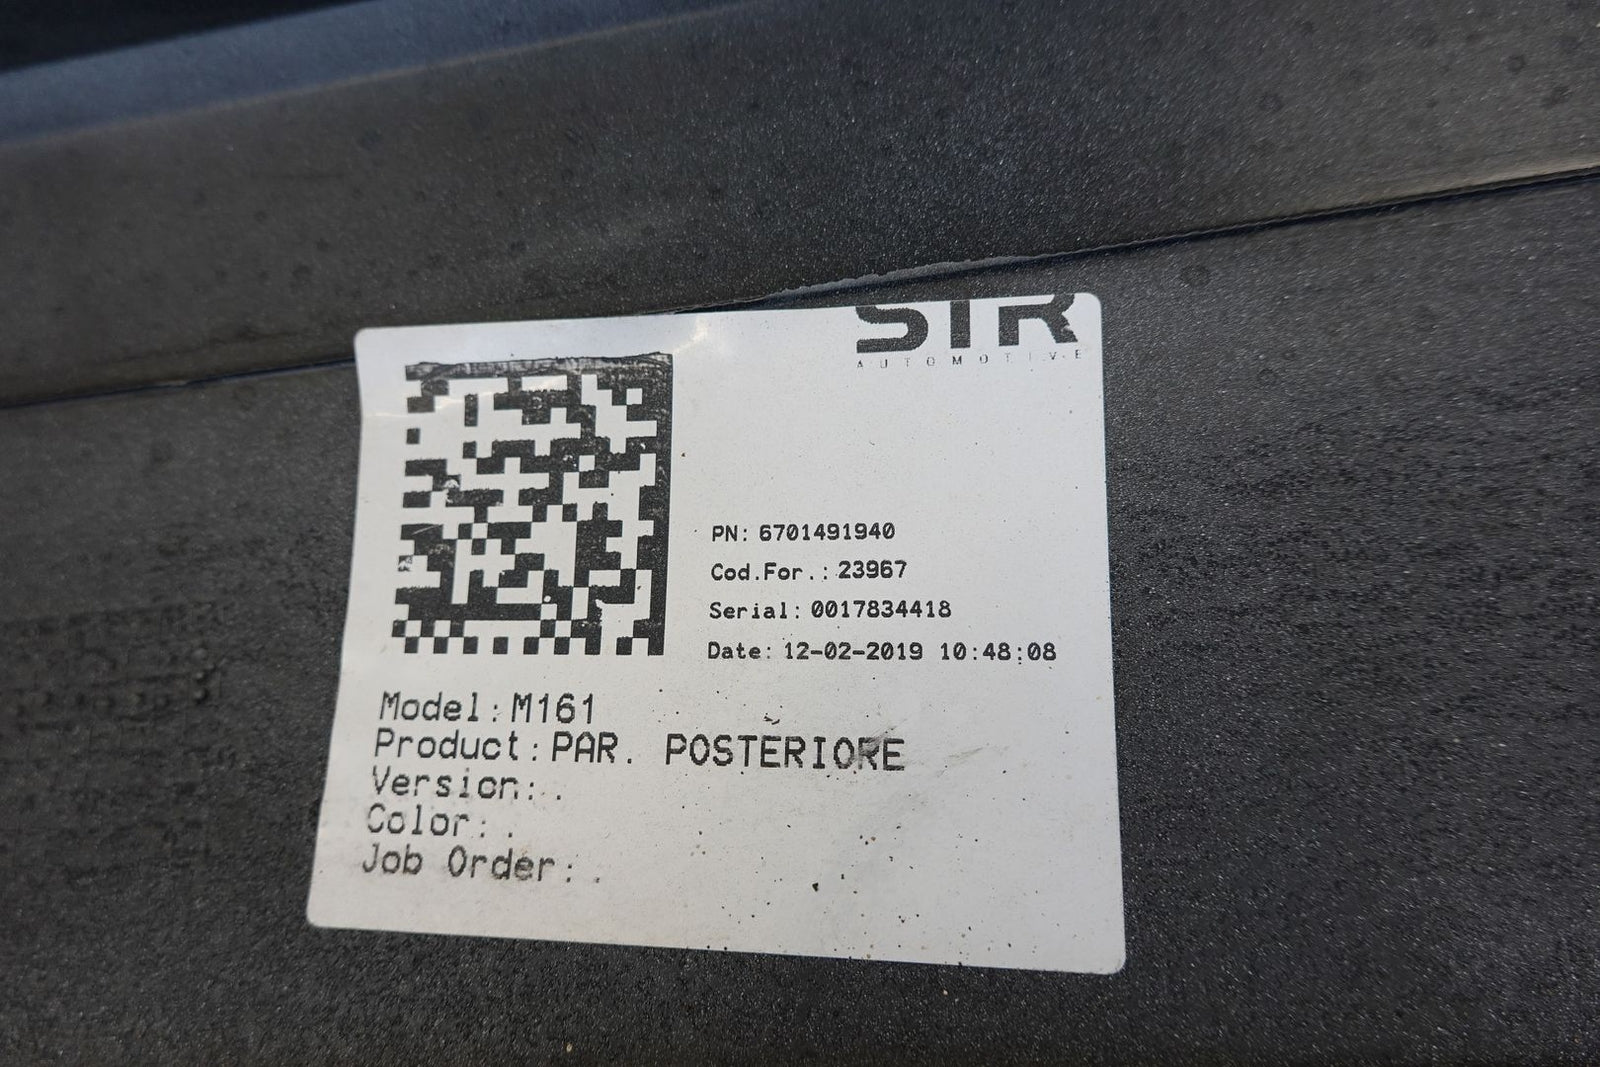 STR
AUTOMOTIVE
PN: 6701491940
Cod.For.: 23967
Serial: 0017834418
Date: 12-02-2019 10:48:08
Model: M161
Product: PAR. POSTERIORE
Version: .
Color: .
Job Order: .